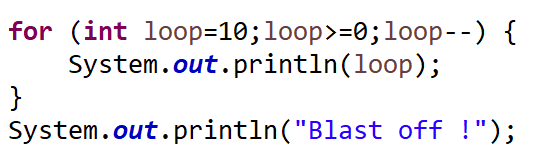 for (int loop=10;loop>=0;loop--) {
    System.out.println(loop);
}
System.out.println("Blast off !");